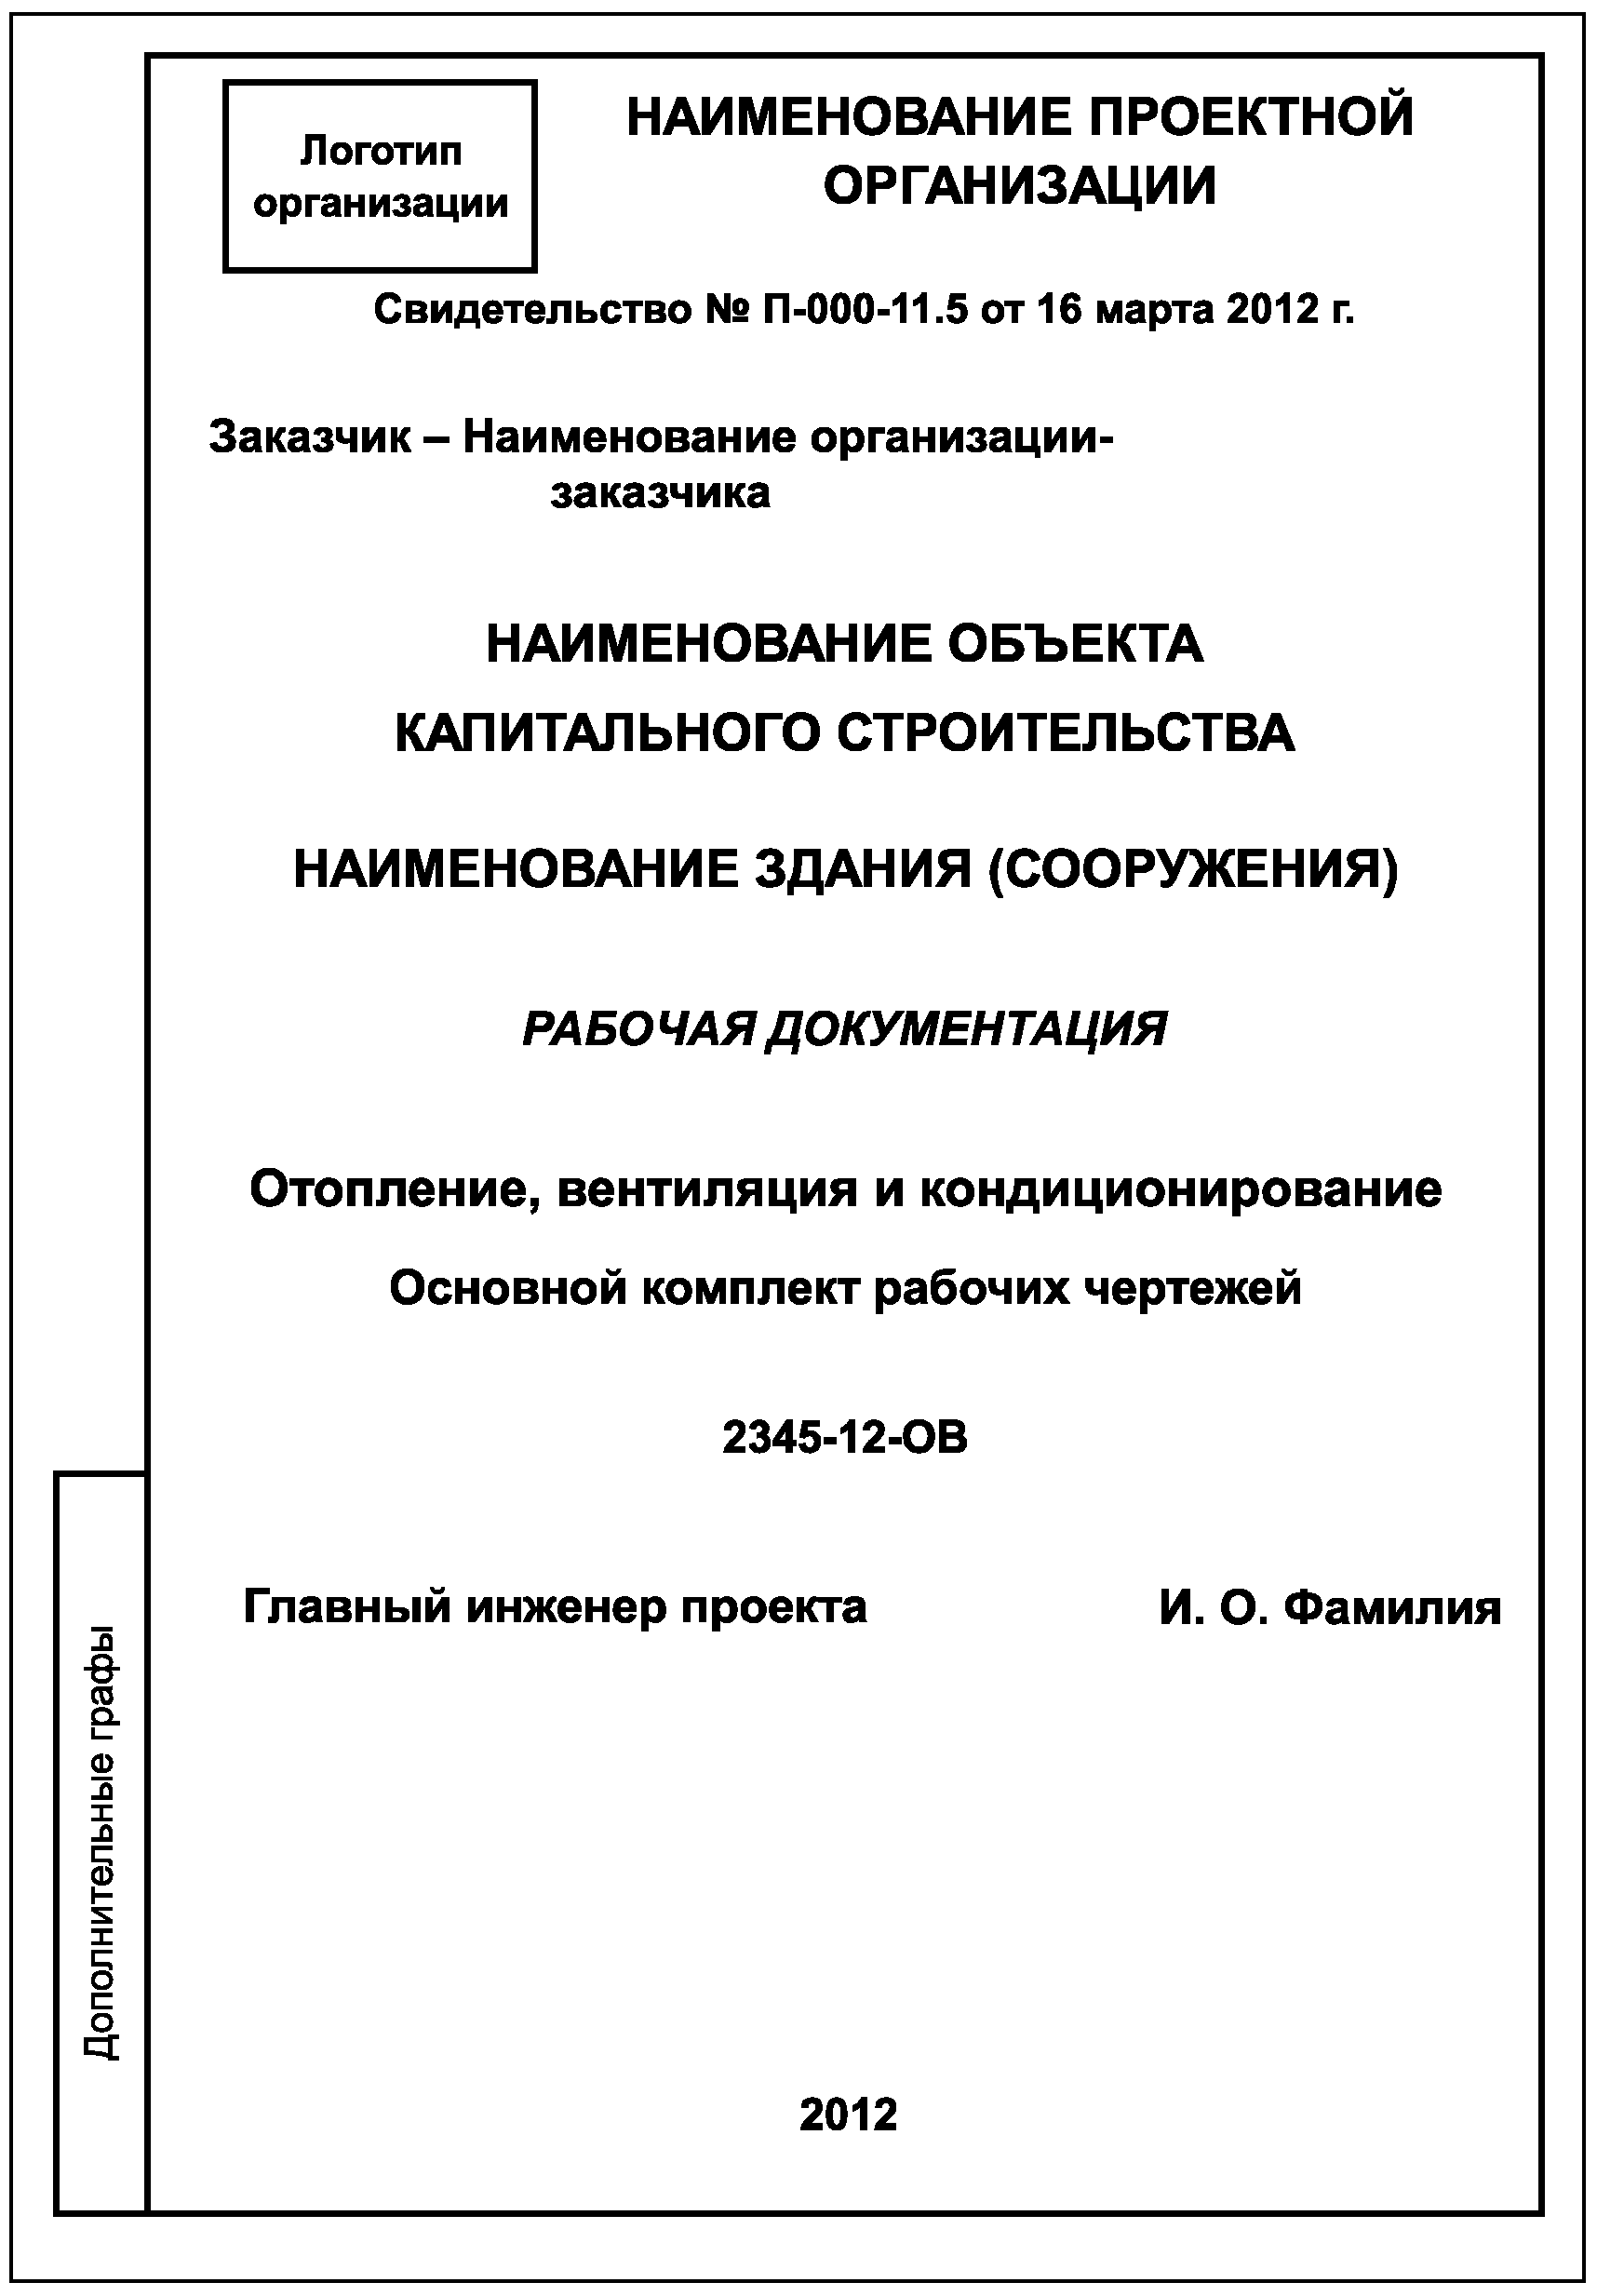 Логотип
организации
НАИМЕНОВАНИЕ ПРОЕКТНОЙ
ОРГАНИЗАЦИИ
Свидетельство № П-000-11.5 от 16 марта 2012 г.
Заказчик – Наименование организации-
заказчика
НАИМЕНОВАНИЕ ОБЪЕКТА
КАПИТАЛЬНОГО СТРОИТЕЛЬСТВА
НАИМЕНОВАНИЕ ЗДАНИЯ (СООРУЖЕНИЯ)
РАБОЧАЯ ДОКУМЕНТАЦИЯ
Отопление, вентиляция и кондиционирование
Основной комплект рабочих чертежей
2345-12-ОВ
Главный инженер проекта И. О. Фамилия
Дополнительные графы
2012